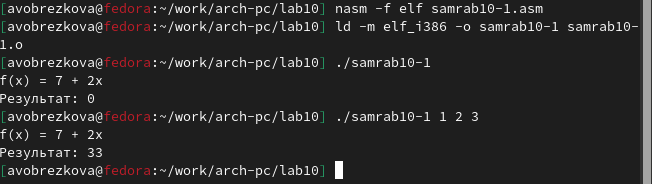 [avobrezkova@fedora:~/work/arch-pc/lab10] nasm -f elf samrab10-1.asm
[avobrezkova@fedora:~/work/arch-pc/lab10] ld -m elf_i386 -o samrab10-1 samrab10-
1.o
[avobrezkova@fedora:~/work/arch-pc/lab10] ./samrab10-1
f(x) = 7 + 2x
Результат: 0
[avobrezkova@fedora:~/work/arch-pc/lab10] ./samrab10-1 1 2 3
f(x) = 7 + 2x
Результат: 33
[avobrezkova@fedora:~/work/arch-pc/lab10]